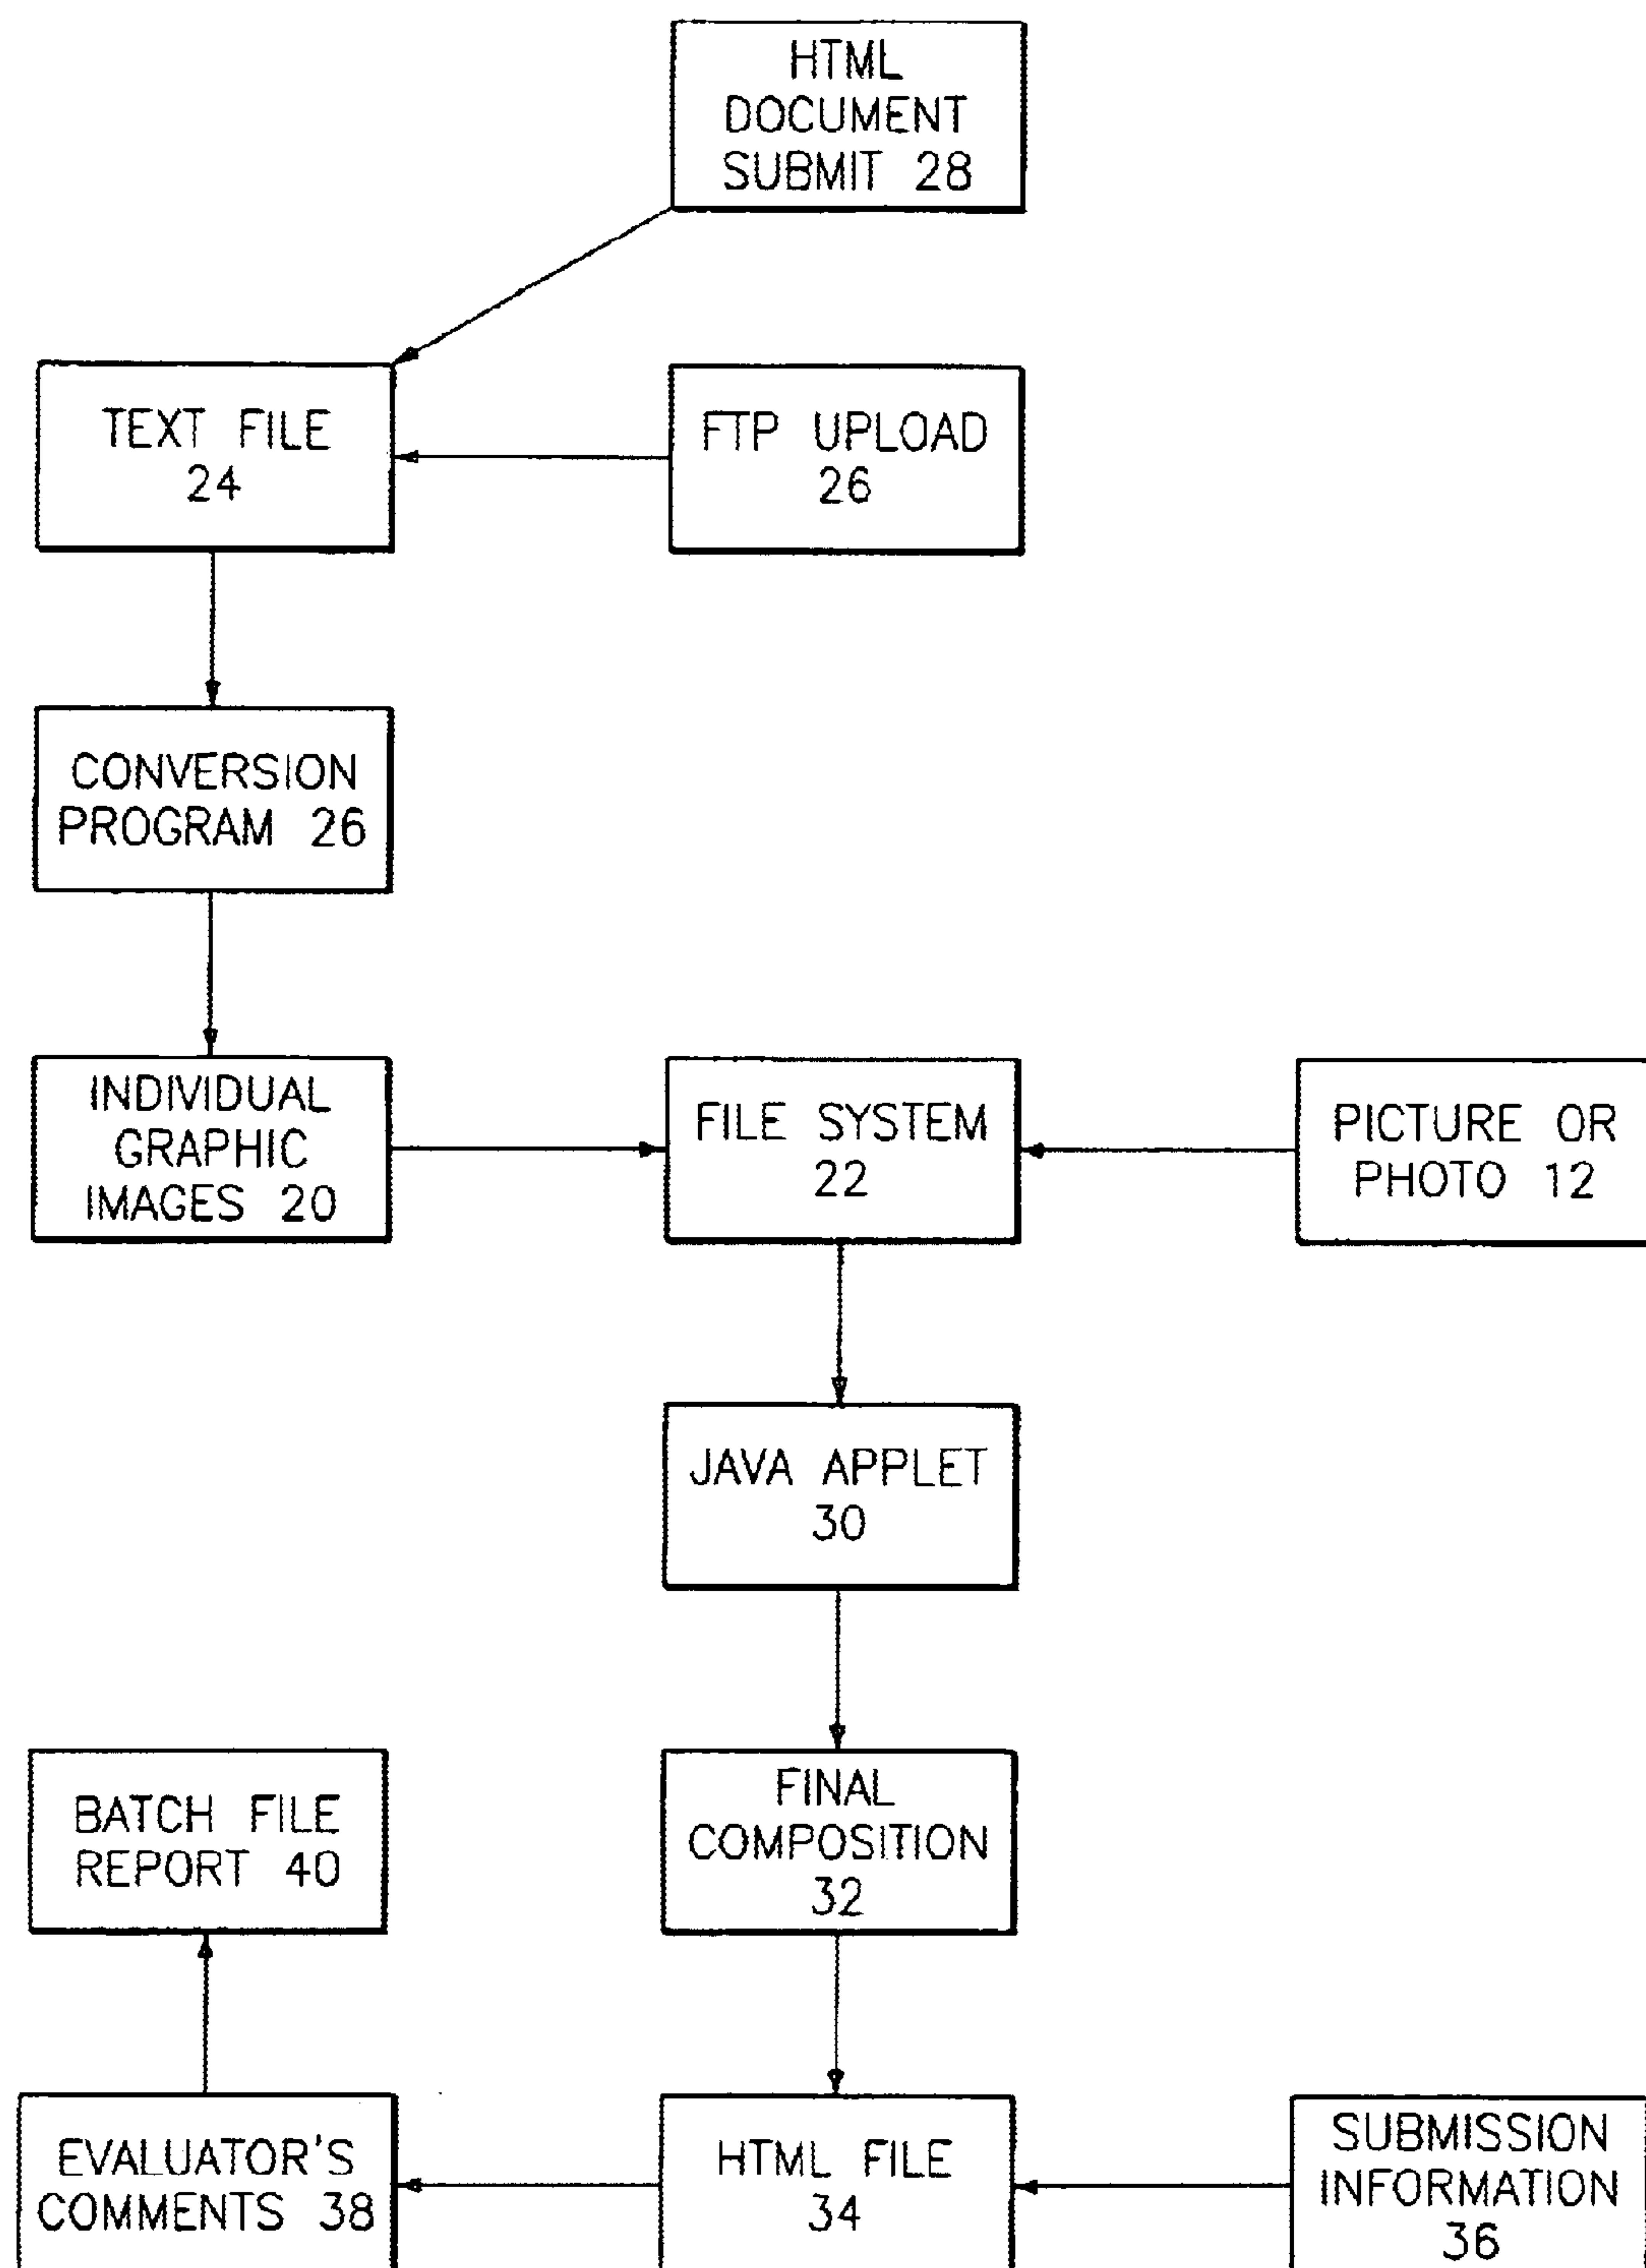 HTML
DOCUMENT
SUBMIT 28
TEXT FILE
24
FTP UPLOAD
26
CONVERSION
PROGRAM 26
INDIVIDUAL
GRAPHIC
IMAGES 20
FILE SYSTEM
22
PICTURE OR
PHOTO 12
JAVA APPLET
30
BATCH FILE
REPORT 40
FINAL
COMPOSITION
32
EVALUATOR'S
COMMENTS 38
HTML FILE
34
SUBMISSION
INFORMATION
36